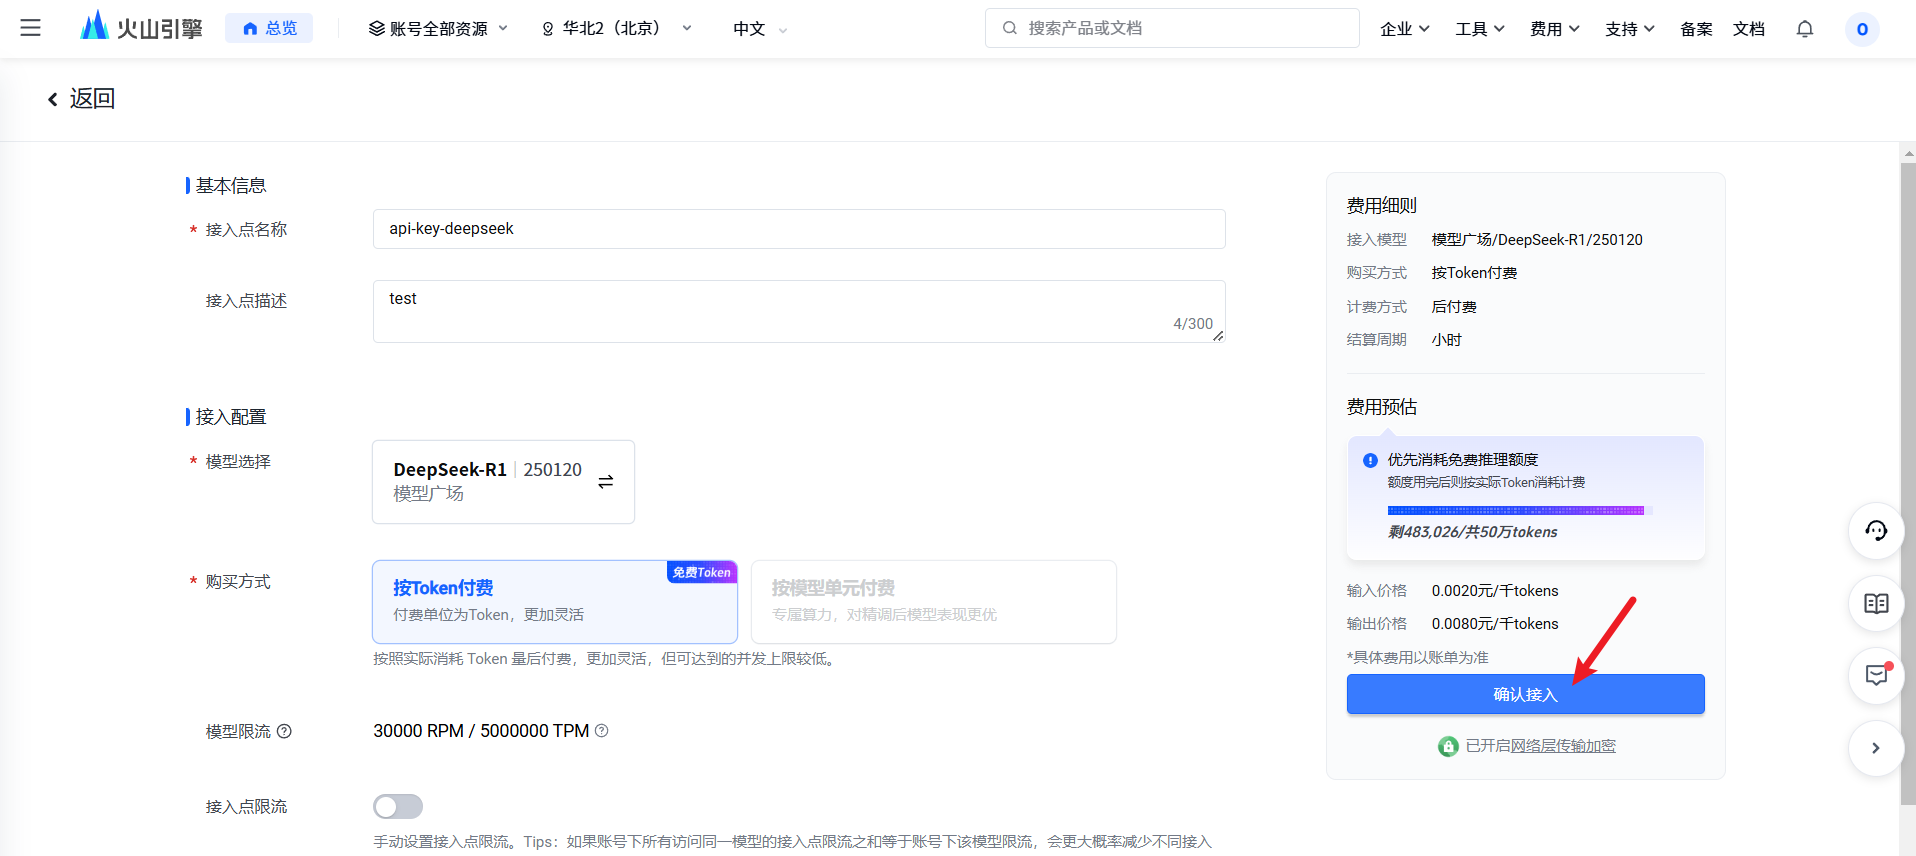 火山引擎
总览
账号全部资源
华北2（北京）
中文
搜索产品或文档
企业
工具
费用
支持
备案
文档
O
返回
基本信息
* 接入点名称
api-key-deepseek
接入点描述
test
4/300
接入配置
* 模型选择
DeepSeek-R1 | 250120
模型广场
* 购买方式
按Token付费
免费Token
付费单位为Token，更加灵活
按模型单元付费
专属算力，对精调后模型表现更优
按照实际消耗 Token 量后付费，更加灵活，但可达到的并发上限较低。
模型限流
30000 RPM / 5000000 TPM
接入点限流
手动设置接入点限流。Tips：如果账号下所有访问同一模型的接入点限流之和等于账号下该模型限流，会更大概率减少不同接入
费用细则
接入模型 模型广场/DeepSeek-R1/250120
购买方式 按Token付费
计费方式 后付费
结算周期 小时
费用预估
优先消耗免费推理额度
额度用完后则按实际Token消耗计费
剩483,026/共50万tokens
输入价格 0.0020元/千tokens
输出价格 0.0080元/千tokens
*具体费用以账单为准
确认接入
已开启网络层传输加密